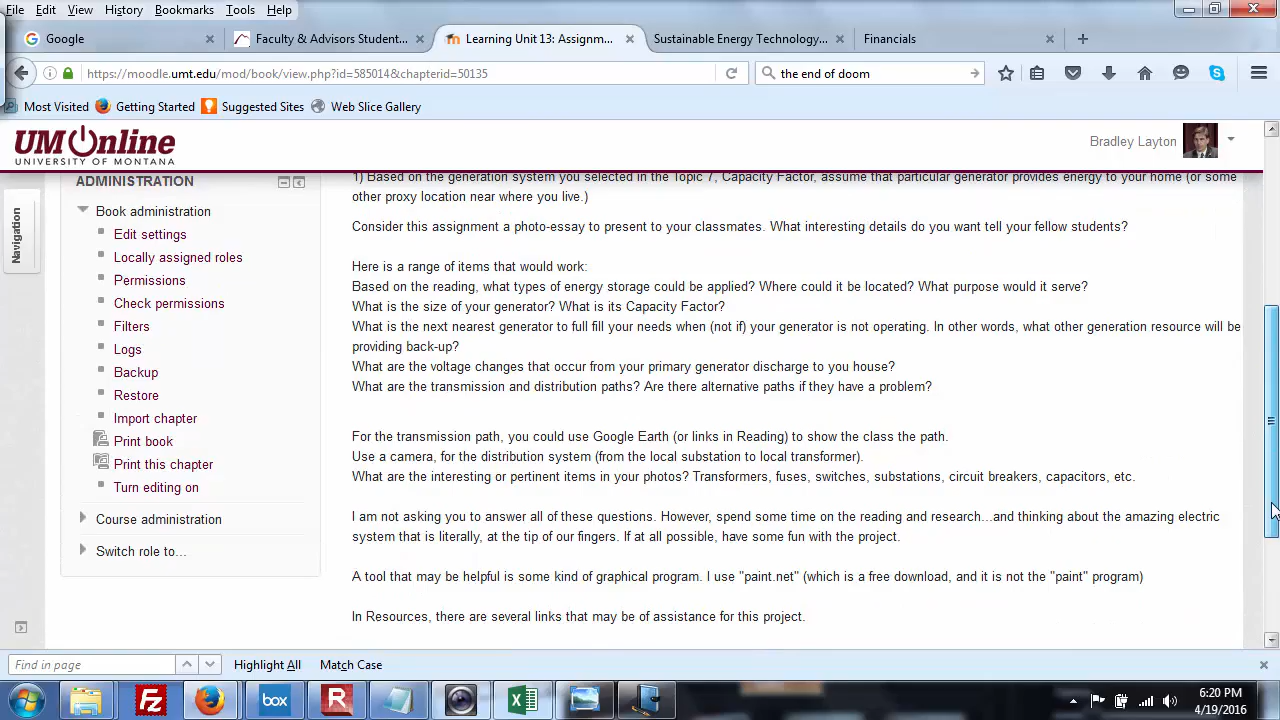 File Edit View History Bookmarks Tools Help
Google
Faculty & Advisors Student...
Learning Unit 13: Assignm...
Sustainable Energy Technology...
Financials
https://moodle.umt.edu/mod/book/view.php?id=585014&chapterid=50135
the end of doom
Most Visited Getting Started Suggested Sites Web Slice Gallery
UMOnline
UNIVERSITY OF MONTANA
Bradley Layton
Navigation
ADMINISTRATION
Book administration
Edit settings
Locally assigned roles
Permissions
Check permissions
Filters
Logs
Backup
Restore
Import chapter
Print book
Print this chapter
Turn editing on
Course administration
Switch role to...
1) Based on the generation system you selected in the Topic 7, Capacity Factor, assume that particular generator provides energy to your home (or some
other proxy location near where you live.)
Consider this assignment a photo-essay to present to your classmates. What interesting details do you want tell your fellow students?
Here is a range of items that would work:
Based on the reading, what types of energy storage could be applied? Where could it be located? What purpose would it serve?
What is the size of your generator? What is its Capacity Factor?
What is the next nearest generator to full fill your needs when (not if) your generator is not operating. In other words, what other generation resource will be
providing back-up?
What are the voltage changes that occur from your primary generator discharge to you house?
What are the transmission and distribution paths? Are there alternative paths if they have a problem?
For the transmission path, you could use Google Earth (or links in Reading) to show the class the path.
Use a camera, for the distribution system (from the local substation to local transformer).
What are the interesting or pertinent items in your photos? Transformers, fuses, switches, substations, circuit breakers, capacitors, etc.
I am not asking you to answer all of these questions. However, spend some time on the reading and research...and thinking about the amazing electric
system that is literally, at the tip of our fingers. If at all possible, have some fun with the project.
A tool that may be helpful is some kind of graphical program. I use "paint.net" (which is a free download, and it is not the "paint" program)
In Resources, there are several links that may be of assistance for this project.
Find in page
Highlight All Match Case
box
6:20 PM
4/19/2016